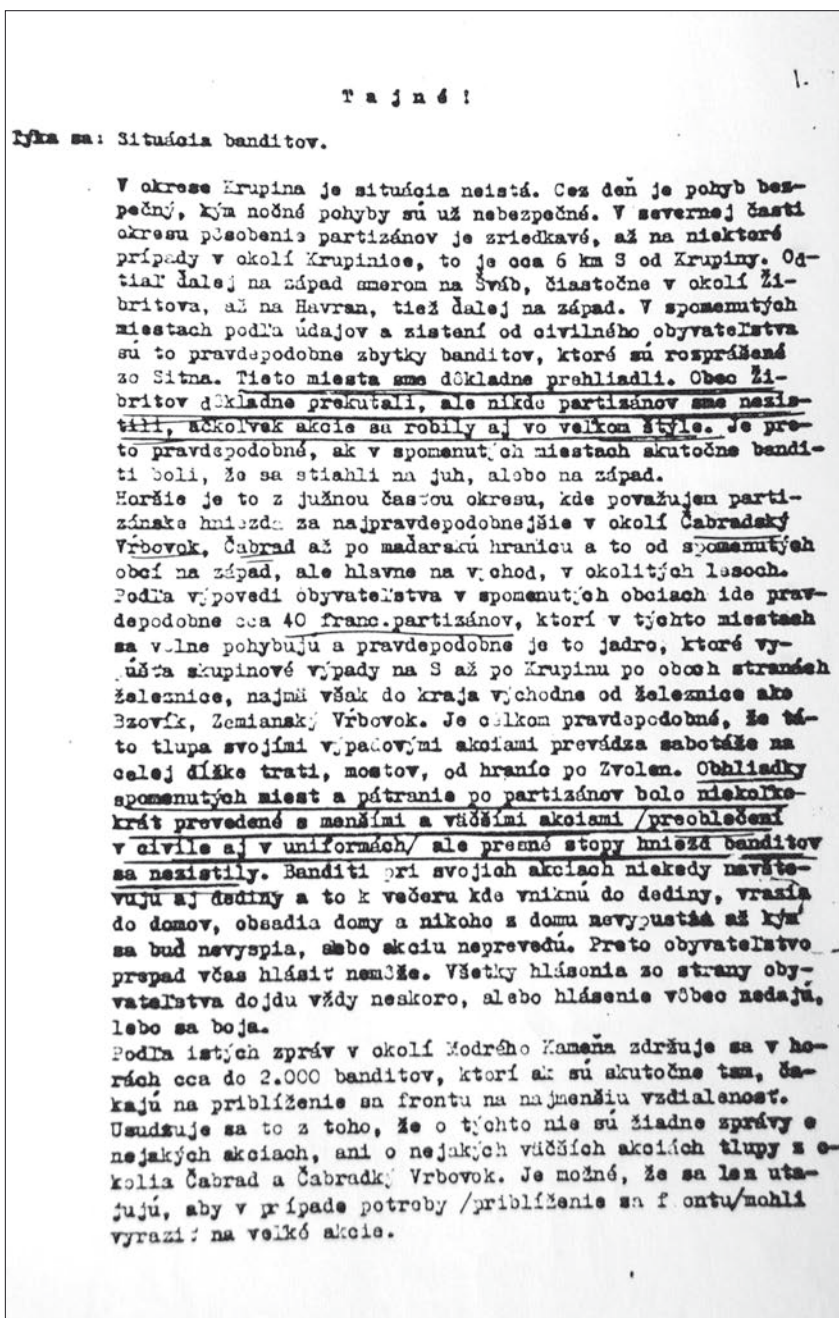 1.
Tajné!
Týka sa: Situácia banditov.
V okrese Krupina je situácia neistá. Cez deň je pohyb bez-
pečný, kým nočné pohyby sú už nebezpečné. V severnej časti
okresu pôsobenie partizánov je zriedkavé, až na niektoré
prípady v okolí Krupinice, to je cca 6 km S od Krupiny. Od-
tiaľ ďalej na západ smerom na Šváb, čiastočne v okolí Ži-
britova, až na Havran, tiež ďalej na západ. V spomenutých
miestach podľa údajov a zistení od civilného obyvateľstva
sú to pravdepodobne zbytky banditov, ktoré sú rozprášené
zo Sitna. Tieto miesta sme dôkladne prehliadli. Obec Ži-
britov dôkladne prekutali, ale nikde partizánov sme nezis-
tili, ačkoľvek akcie sa robily aj vo veľkom štýle. Je pre-
to pravdepodobné, ak v spomenutých miestach skutočne bandi-
ti boli, že sa stiahli na juh, alebo na západ.
Horšie je to z južnou časťou okresu, kde považujem parti-
zánske hniezda za najpravdepodobnejšie v okolí Čabradský
Vŕbovok, Čabrad až po maďarskú hranicu a to od spomenutých
obcí na západ, ale hlavne na východ, v okolitých lesoch.
Podľa výpovedi obyvateľstva v spomenutých obciach ide prav-
depodobne cca 40 franc.partizánov, ktorí v týchto miestach
sa voľne pohybujú a pravdepodobne je to jadro, ktoré vy-
púšťa skupinové výpady na S až po Krupinu po oboch stranách
železnice, najmä však do kraja východne od železnice ako
Bzovík, Zemianský Vŕbovok. Je celkom pravdepodobné, že tá-
to tlupa svojími výpadovými akciami prevádza sabotáže na
celej dĺžke trati, mostov, od hraníc po Zvolen. Obhliadky
spomenutých miest a pátranie po partizánov bolo niekoľko-
krát prevedené s menšími a väčšími akciami /preoblečení
v civile aj v uniformách/ ale presné stopy hniezd banditov
sa nezistily. Banditi pri svojich akciach niekedy navšte-
vujú aj dediny a to k večeru kde vniknú do dediny, vrazia
do domov, obsadia domy a nikoho z domu nevypustia až kým
sa buď nevyspia, alebo akciu neprevedú. Preto obyvateľstvo
prepad včas hlásiť nemôže. Všetky hlásenia zo strany oby-
vateľstva dojdu vždy neskoro, alebo hlásenie vôbec nedajú,
lebo sa boja.
Podľa istých zpráv v okolí Modrého Kameňa zdržuje sa v ho-
rách cca do 2.000 banditov, ktorí ak sú skutočne tam, ča-
kajú na priblíženie sa frontu na najmenšiu vzdialenosť.
Usudzuje sa to z toho, že o týchto nie sú žiadne zprávy o
nejakých akciach, ani o nejakých väčších akciách tlupy z o-
kolia Čabrad a Čabradký Vrbovok. Je možné, že sa len uta-
jujú, aby v prípade potreby /priblíženie sa f ontu/mohli
vyraziť na veľké akcie.